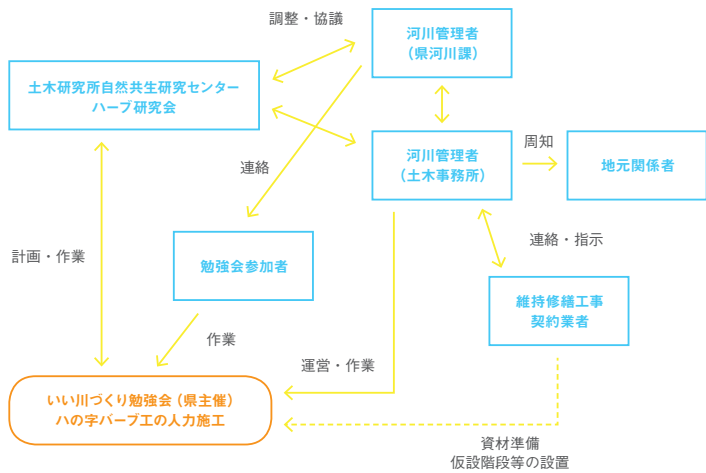 調整・協議
河川管理者
（県河川課）
土木研究所自然共生研究センター
ハーブ研究会
河川管理者
（土木事務所）
周知
地元関係者
連絡
勉強会参加者
連絡・指示
計画・作業
維持修繕工事
契約業者
作業
運営・作業
いい川づくり勉強会（県主催）
ハの字バーブ工の人力施工
資材準備
仮設階段等の設置